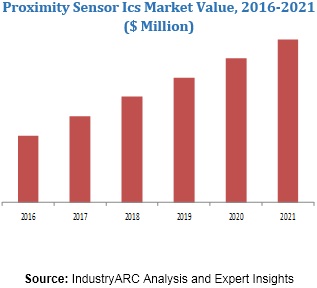 Proximity Sensor Ics Market Value, 2016-2021
($ Million)
2016 2017 2018 2019 2020 2021
Source: IndustryARC Analysis and Expert Insights